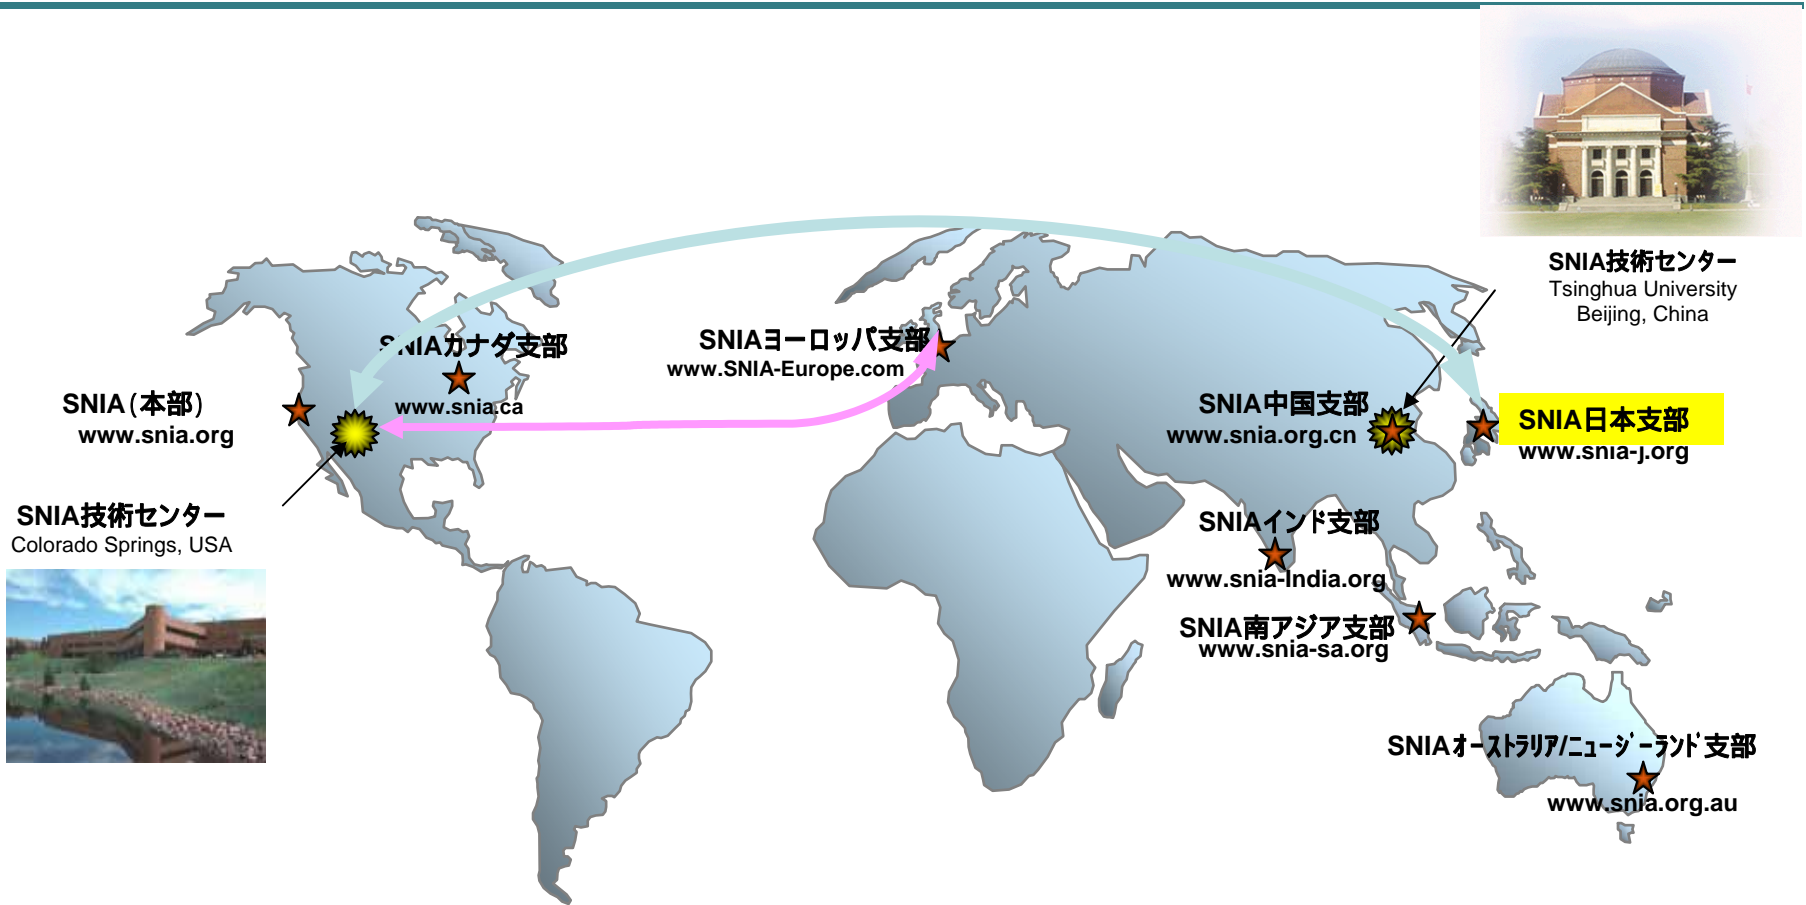 SNIA技術センター
Tsinghua University
Beijing, China
SNIAカナダ支部
www.snia.ca
SNIAヨーロッパ支部
www.SNIA-Europe.com
SNIA(本部)
www.snia.org
SNIA中国支部
www.snia.org.cn
SNIA日本支部
www.snia-j.org
SNIA技術センター
Colorado Springs, USA
SNIAインド支部
www.snia-India.org
SNIA南アジア支部
www.snia-sa.org
SNIAオーストラリア/ニュージーランド支部
www.snia.org.au